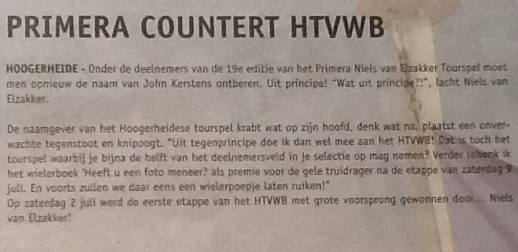 PRIMERA COUNTERT HTVWB
HOOGERHEIDE - Onder de deelnemers van de 19e editie van het Primera Niels van Elzakker Tourspel moet
men opnieuw de naam van John Kerstens ontberen. Uit principe! "Wat uit principe?!", lacht Niels van
Elzakker.
De naamgever van het Hoogerheidese tourspel krabt wat op zijn hoofd, denk wat na, plaatst een onver-
wachte tegenstoot en knipoogt. "Uit tegenprincipe doe ik dan wel mee aan het HTVWB! Dat is toch het
tourspel waarbij je bijna de helft van het deelnemersveld in je selectie op mag nemen? Verder schenk ik
het wielerboek 'Heeft u een foto meneer? als premie voor de gele truidrager na de etappe van zaterdag 9
juli. En voorts zullen we daar eens een wielerpoepje laten ruiken!"
Op zaterdag 2 juli werd de eerste etappe van het HTVWB met grote voorsprong gewonnen door... Niels
van Elzakker!